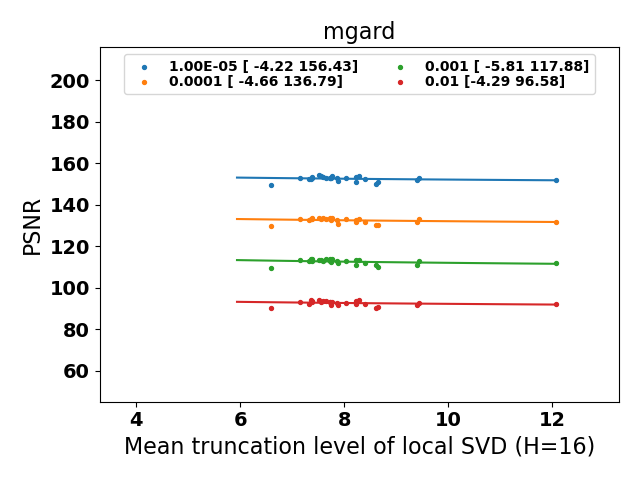 mgard
1.00E-05 [ -4.22 156.43]
0.0001 [ -4.66 136.79]
0.001 [ -5.81 117.88]
0.01 [-4.29 96.58]
PSNR
200
180
160
140
120
100
80
60
4 6 8 10 12
Mean truncation level of local SVD (H=16)